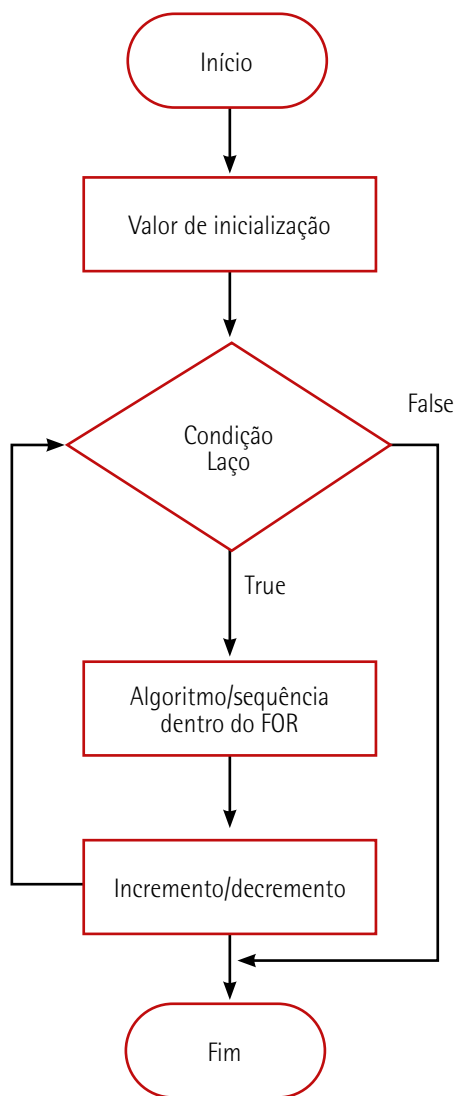 Início
Valor de inicialização
False
Condição
Laço
True
Algoritmo/sequência
dentro do FOR
Incremento/decremento
Fim